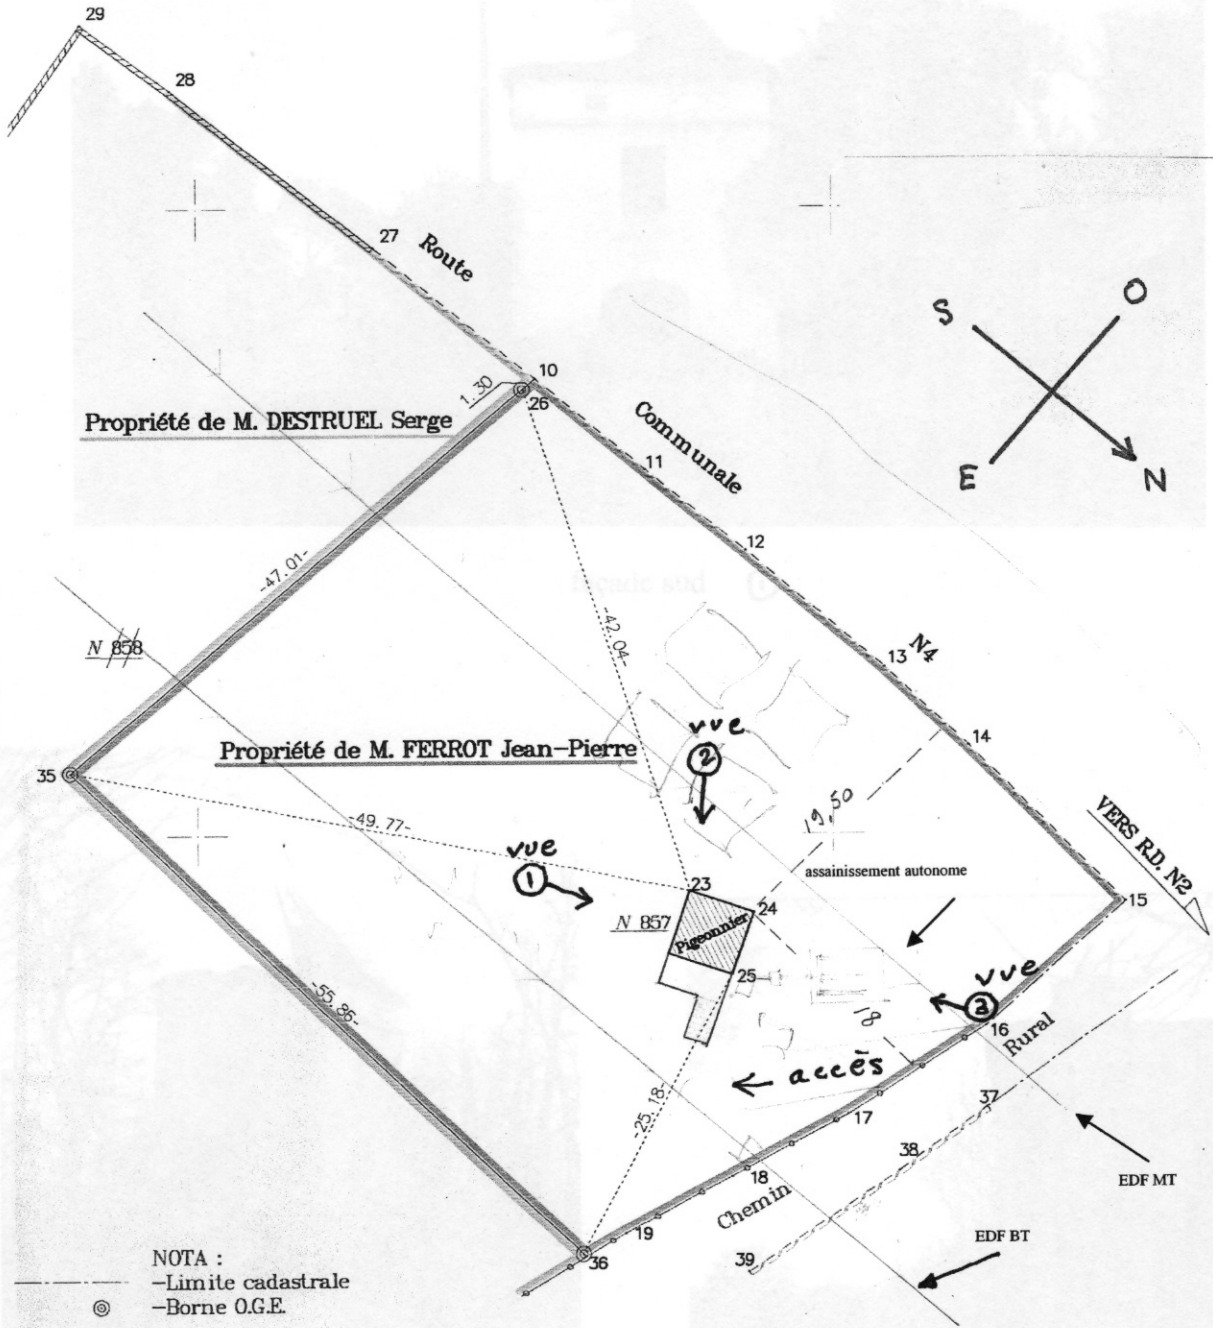 29
28
27
Route
10
26
1.30
Propriété de M. DESTRUEL Serge
S
O
E
N
Communale
11
12
-47.01-
façade sud
N 858
-42.04-
13
N4
14
vue
2
Propriété de M. FERROT Jean-Pierre
35
-49.77-
19,50
VERS R.D. N2
assainissement autonome
15
vue
1
23
24
N 857
Pigeonnier
25
vue
3
16
Rural
-55.86-
18
accès
17
37
-25.18-
38
EDF MT
18
Chemin
19
EDF BT
39
36
NOTA :
-Limite cadastrale
-Borne O.G.E.